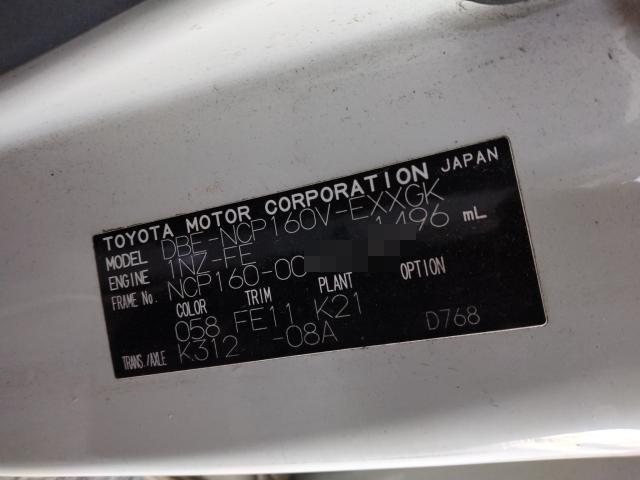 TOYOTA MOTOR CORPORATION JAPAN
MODEL DBE-NCP160V-EXXGK
ENGINE 1NZ-FE 1496 mL
FRAME No. NCP160-00
COLOR TRIM PLANT OPTION
058 FE11 K21
TRANS./AXLE K312 -08A D768